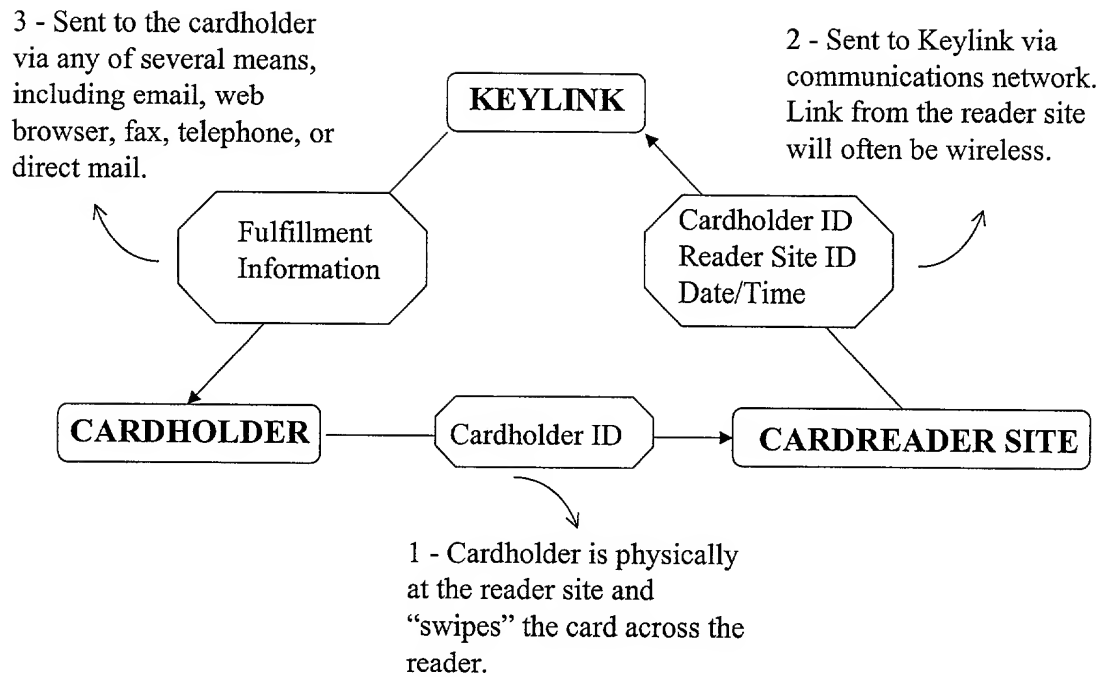 3 - Sent to the cardholder
via any of several means,
including email, web
browser, fax, telephone, or
direct mail.
KEYLINK
2 - Sent to Keylink via
communications network.
Link from the reader site
will often be wireless.
Fulfillment
Information
Cardholder ID
Reader Site ID
Date/Time
CARDHOLDER
Cardholder ID
CARDREADER SITE
1 - Cardholder is physically
at the reader site and
“swipes” the card across the
reader.